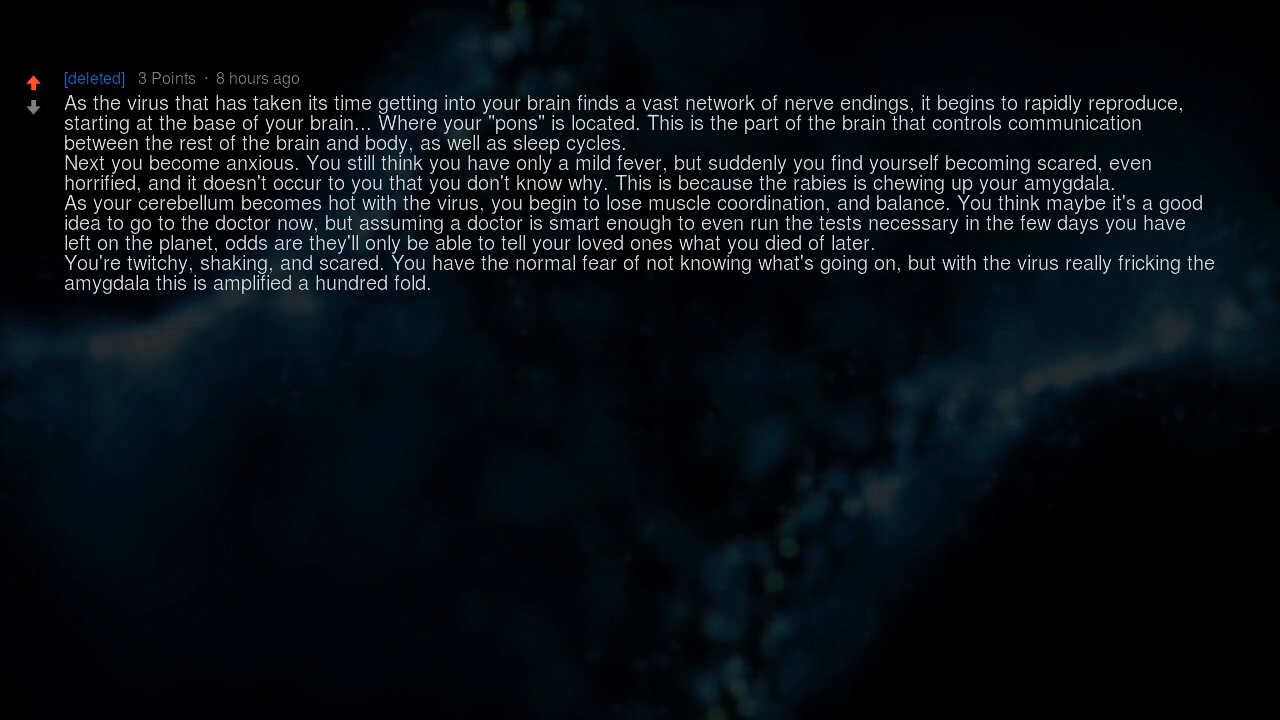 [deleted] 3 Points · 8 hours ago
As the virus that has taken its time getting into your brain finds a vast network of nerve endings, it begins to rapidly reproduce,
starting at the base of your brain... Where your "pons" is located. This is the part of the brain that controls communication
between the rest of the brain and body, as well as sleep cycles.
Next you become anxious. You still think you have only a mild fever, but suddenly you find yourself becoming scared, even
horrified, and it doesn't occur to you that you don't know why. This is because the rabies is chewing up your amygdala.
As your cerebellum becomes hot with the virus, you begin to lose muscle coordination, and balance. You think maybe it's a good
idea to go to the doctor now, but assuming a doctor is smart enough to even run the tests necessary in the few days you have
left on the planet, odds are they'll only be able to tell your loved ones what you died of later.
You're twitchy, shaking, and scared. You have the normal fear of not knowing what's going on, but with the virus really fricking the
amygdala this is amplified a hundred fold.